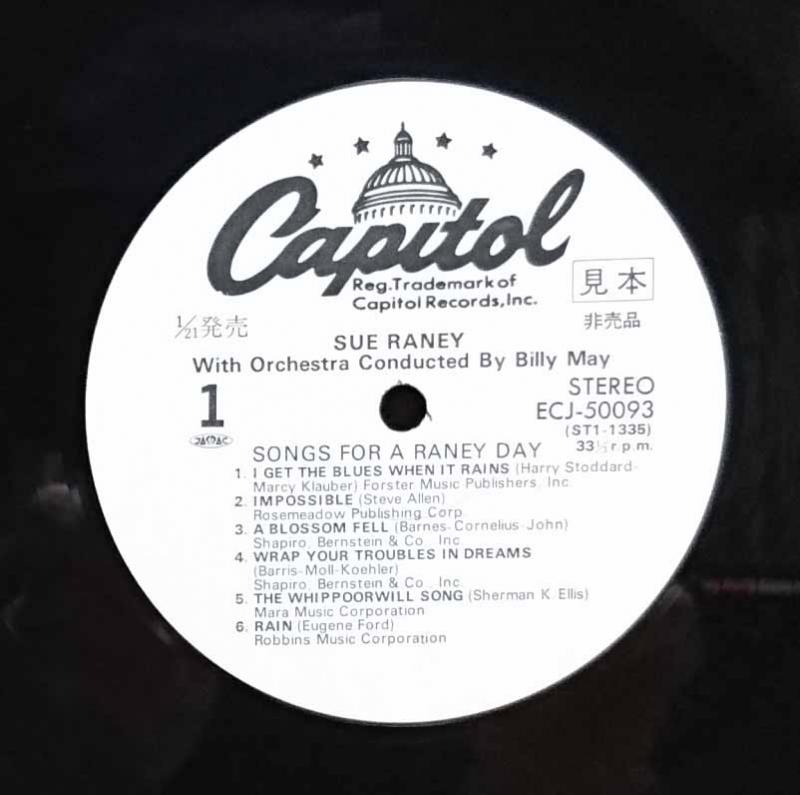 Capitol
Reg.Trademark of
Capitol Records,Inc.
見本
非売品
1/21発売
SUE RANEY
With Orchestra Conducted By Billy May
1
STEREO
ECJ-50093
(ST1-1335)
33⅓ r.p.m.
JASRAC
SONGS FOR A RANEY DAY
1. I GET THE BLUES WHEN IT RAINS (Harry Stoddard-
Marcy Klauber) Forster Music Publishers, Inc.
2. IMPOSSIBLE (Steve Allen)
Rosemeadow Publishing Corp.
3. A BLOSSOM FELL (Barnes-Cornelius-John)
Shapiro, Bernstein & Co., Inc.
4. WRAP YOUR TROUBLES IN DREAMS
(Barris-Moll-Koehler)
Shapiro, Bernstein & Co., Inc.
5. THE WHIPPOORWILL SONG (Sherman K. Ellis)
Mara Music Corporation
6. RAIN (Eugene Ford)
Robbins Music Corporation